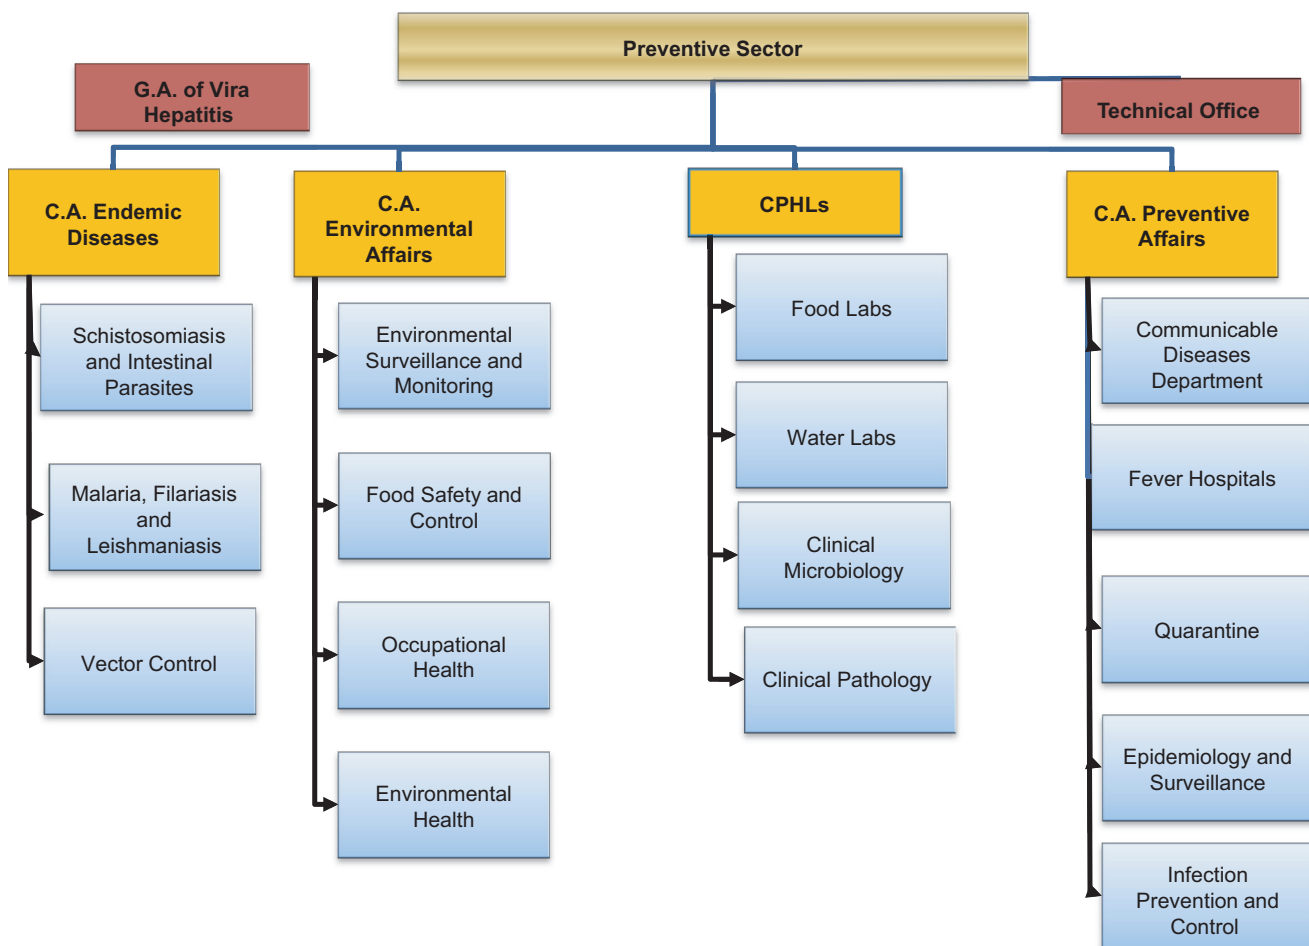 Preventive Sector
G.A. of Vira
Hepatitis
Technical Office
C.A. Endemic
Diseases
C.A.
Environmental
Affairs
CPHLs
C.A. Preventive
Affairs
Schistosomiasis
and Intestinal
Parasites
Malaria, Filariasis
and
Leishmaniasis
Vector Control
Environmental
Surveillance and
Monitoring
Food Safety and
Control
Occupational
Health
Environmental
Health
Food Labs
Water Labs
Clinical
Microbiology
Clinical Pathology
Communicable
Diseases
Department
Fever Hospitals
Quarantine
Epidemiology and
Surveillance
Infection
Prevention and
Control